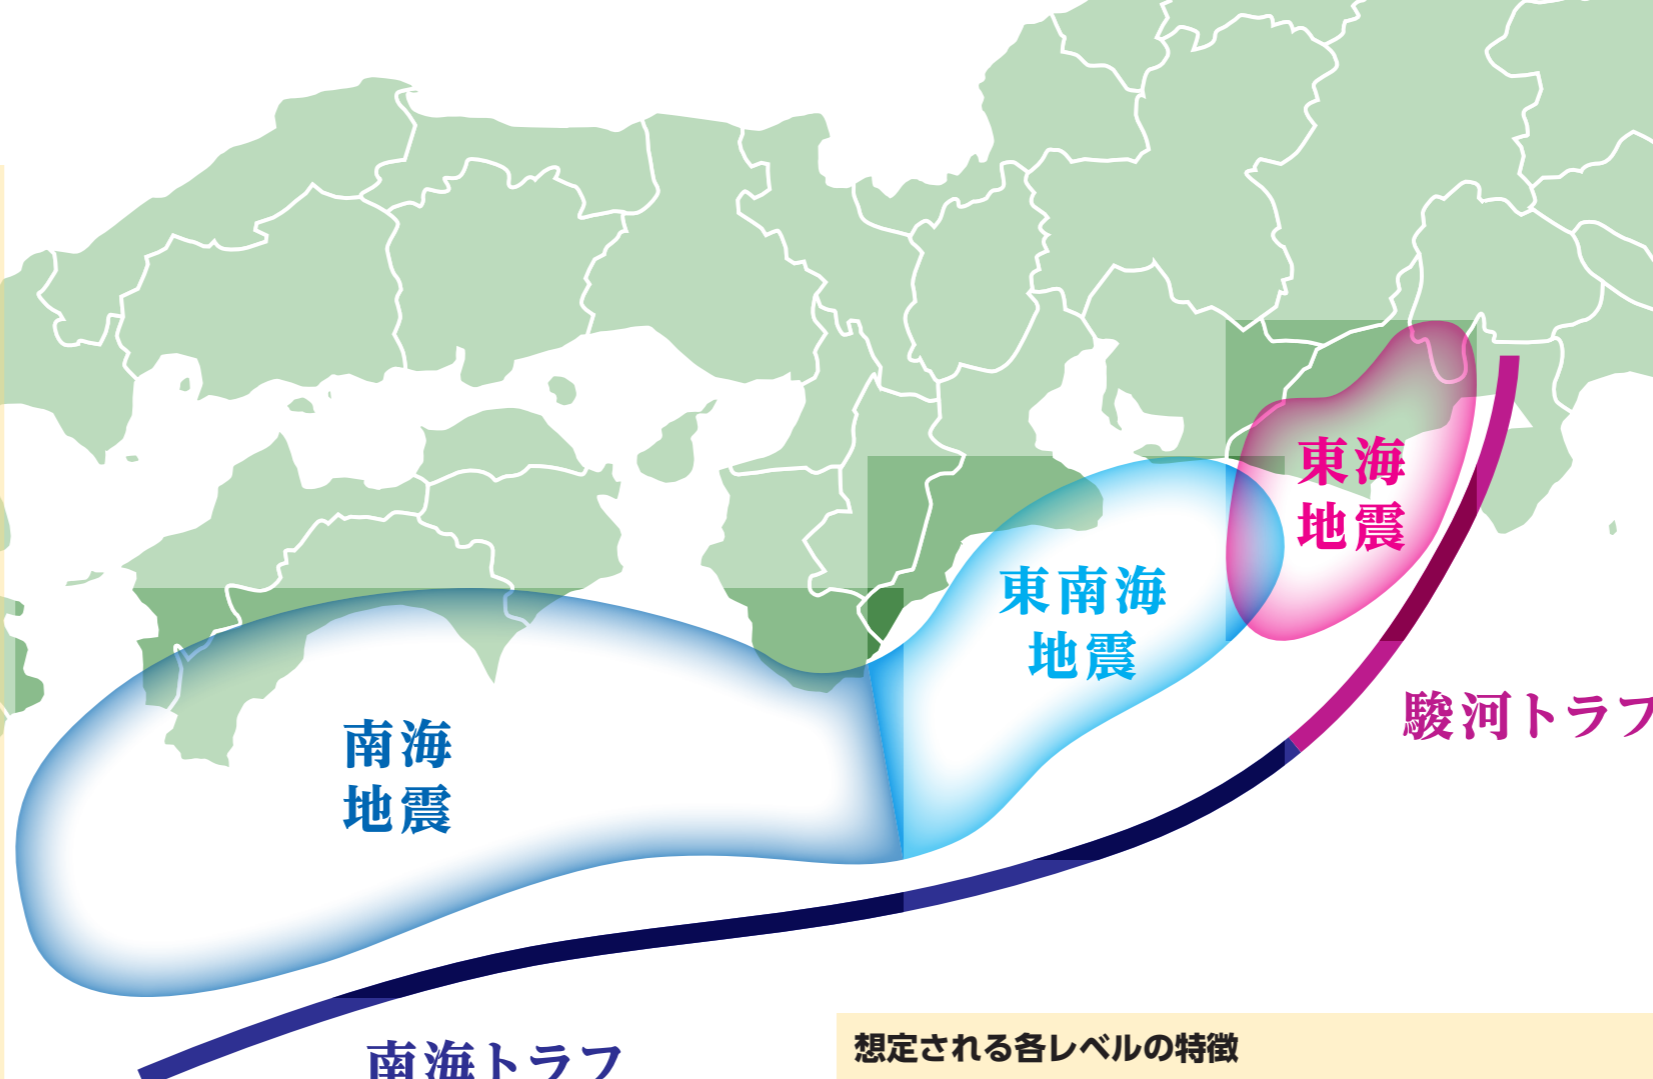 東海
地震
東南海
地震
駿河トラフ
南海
地震
南海トラフ
想定される各レベルの特徴